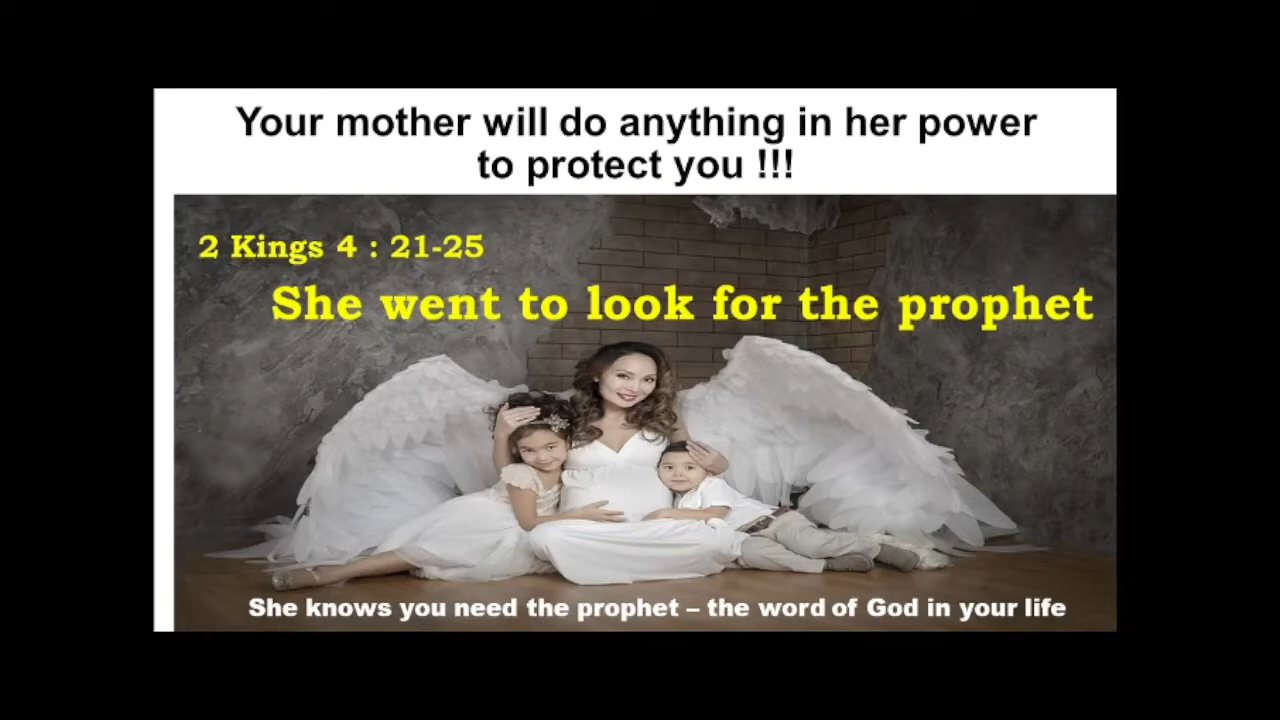 Your mother will do anything in her power
to protect you !!!
2 Kings 4 : 21-25
She went to look for the prophet
She knows you need the prophet – the word of God in your life